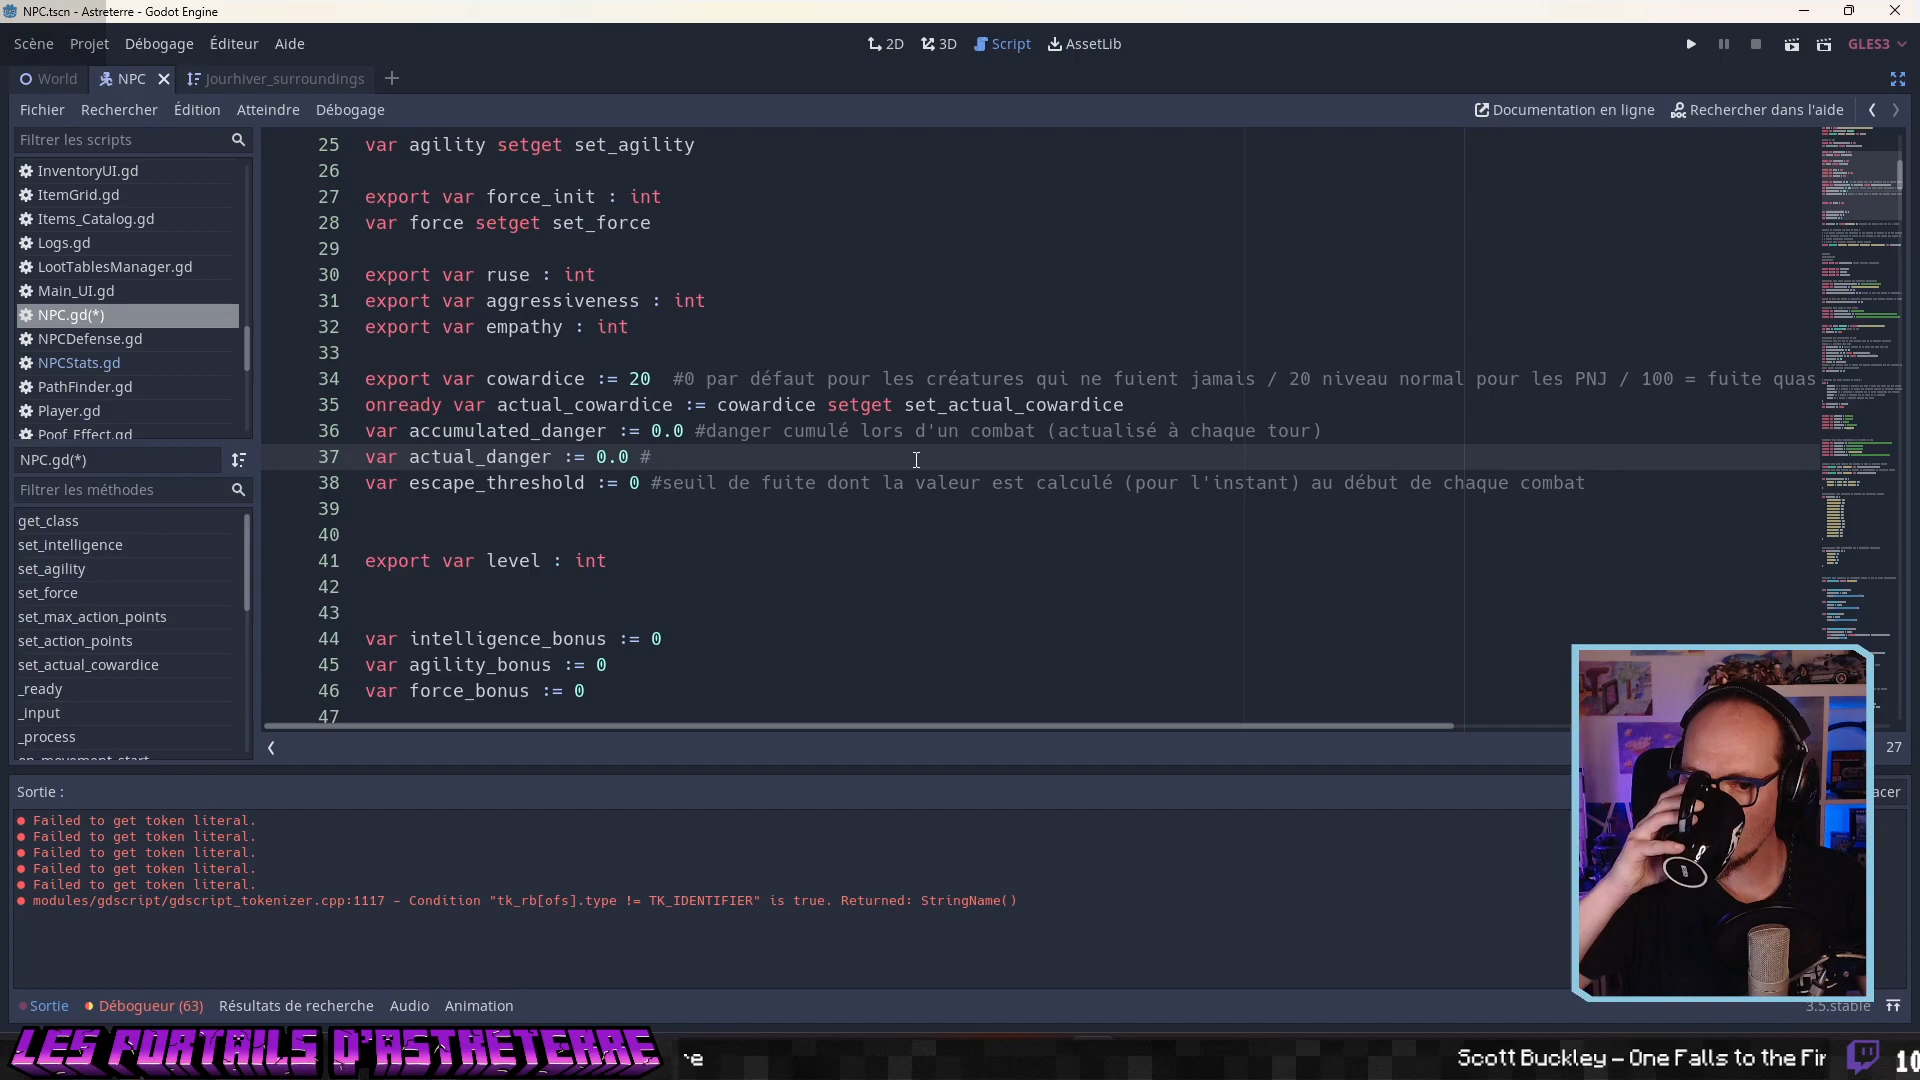 NPC.tscn - Astreterre - Godot Engine
Scène Projet Débogage Éditeur Aide
2D 3D Script AssetLib
GLES3
World NPC Jourhiver_surroundings
Fichier Rechercher Édition Atteindre Débogage
Documentation en ligne Rechercher dans l'aide
Filtrer les scripts
InventoryUI.gd
ItemGrid.gd
Items_Catalog.gd
Logs.gd
LootTablesManager.gd
Main_UI.gd
NPC.gd(*)
NPCDefense.gd
NPCStats.gd
PathFinder.gd
Player.gd
Poof_Effect.gd
NPC.gd(*)
Filtrer les méthodes
get_class
set_intelligence
set_agility
set_force
set_max_action_points
set_action_points
set_actual_cowardice
_ready
_input
_process
on_movement_start
25 var agility setget set_agility
26
27 export var force_init : int
28 var force setget set_force
29
30 export var ruse : int
31 export var aggressiveness : int
32 export var empathy : int
33
34 export var cowardice := 20 #0 par défaut pour les créatures qui ne fuient jamais / 20 niveau normal pour les PNJ / 100 = fuite quas
35 onready var actual_cowardice := cowardice setget set_actual_cowardice
36 var accumulated_danger := 0.0 #danger cumulé lors d'un combat (actualisé à chaque tour)
37 var actual_danger := 0.0 #
38 var escape_threshold := 0 #seuil de fuite dont la valeur est calculé (pour l'instant) au début de chaque combat
39
40
41 export var level : int
42
43
44 var intelligence_bonus := 0
45 var agility_bonus := 0
46 var force_bonus := 0
47
27
Sortie :
acer
Failed to get token literal.
Failed to get token literal.
Failed to get token literal.
Failed to get token literal.
Failed to get token literal.
modules/gdscript/gdscript_tokenizer.cpp:1117 - Condition "tk_rb[ofs].type != TK_IDENTIFIER" is true. Returned: StringName()
Sortie Débogueur (63) Résultats de recherche Audio Animation
3.5.stable
LES PORTAILS D'ASTRETERRE
Scott Buckley – One Falls to the Fir
10